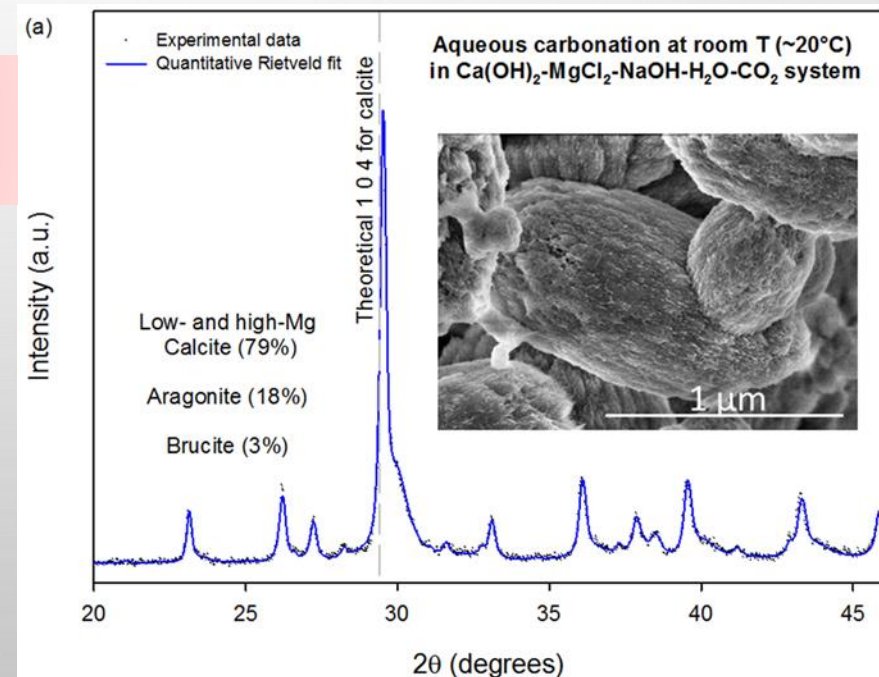 (a)
Experimental data
Quantitative Rietveld fit
Theoretical 1 0 4 for calcite
Aqueous carbonation at room T (~20°C)
in Ca(OH)₂-MgCl₂-NaOH-H₂O-CO₂ system
Intensity (a.u.)
Low- and high-Mg
Calcite (79%)
Aragonite (18%)
Brucite (3%)
1 µm
20 25 30 35 40 45
2θ (degrees)